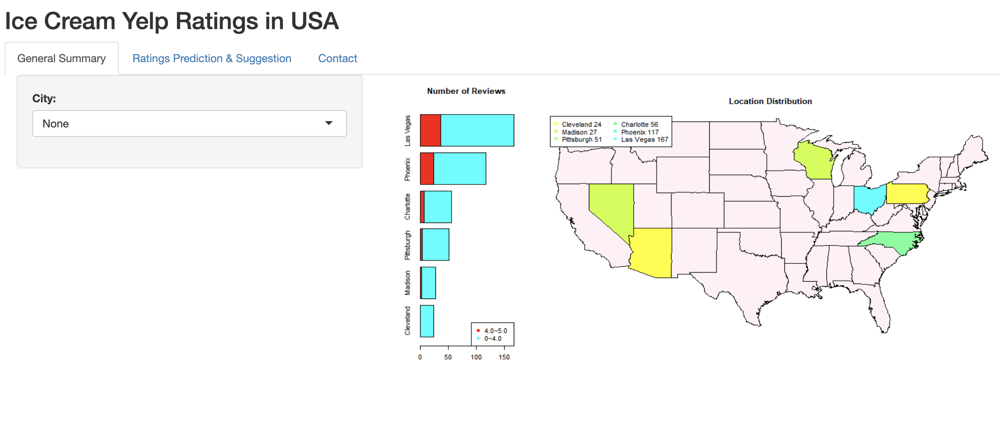 Ice Cream Yelp Ratings in USA
General Summary
Ratings Prediction & Suggestion
Contact
City:
None
Number of Reviews
Las Vegas
Phoenix
Charlotte
Pittsburgh
Madison
Cleveland
4.0~5.0
0~4.0
0 50 100 150
Location Distribution
Cleveland 24
Madison 27
Pittsburgh 51
Charlotte 56
Phoenix 117
Las Vegas 167